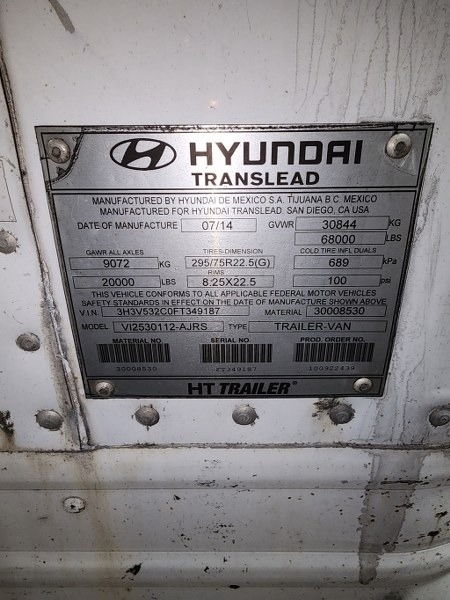 HYUNDAI
TRANSLEAD
MANUFACTURED BY HYUNDAI DE MEXICO S.A. TIJUANA B.C. MEXICO
MANUFACTURED FOR HYUNDAI TRANSLEAD. SAN DIEGO, CA USA
DATE OF MANUFACTURE 07/14 GVWR 30844 KG
68000 LBS
GAWR ALL AXLES TIRES-DIMENSION COLD TIRE INFL DUALS
9072 KG 295/75R22.5(G) 689 kPa
RIMS
20000 LBS 8:25X22.5 100 psi
THIS VEHICLE CONFORMS TO ALL APPLICABLE FEDERAL MOTOR VEHICLES
SAFETY STANDARDS IN EFFECT ON THE DATE OF MANUFACTURE SHOWN ABOVE.
V.I.N. 3H3V532C0FT349187 MATERIAL 30008530
MODEL VI2530112-AJRS TYPE TRAILER-VAN
MATERIAL NO. SERIAL NO. PROD. ORDER NO.
30008530 FT349187 100922439
HT TRAILER®